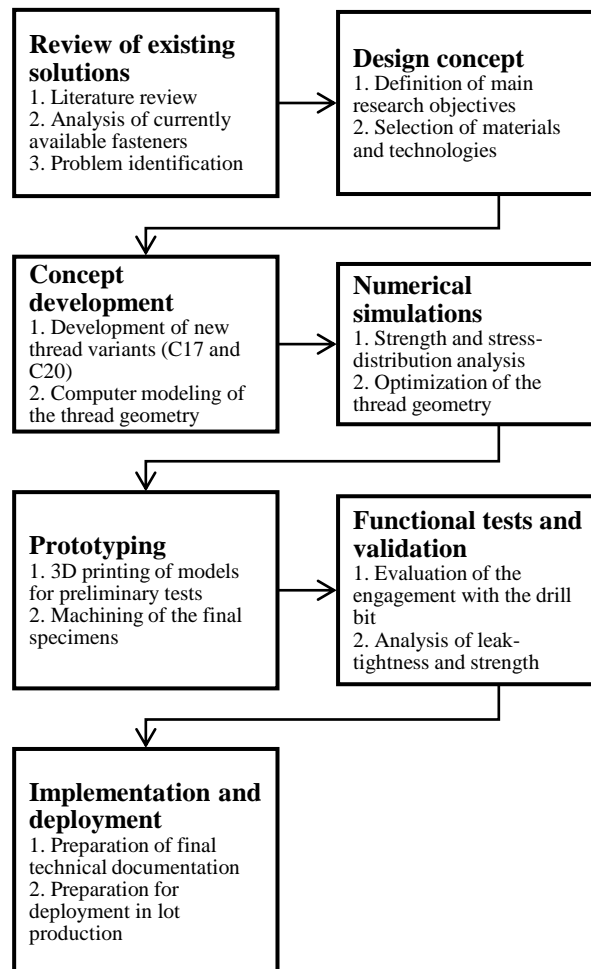 Review of existing
solutions
1. Literature review
2. Analysis of currently
available fasteners
3. Problem identification
Design concept
1. Definition of main
research objectives
2. Selection of materials
and technologies
Concept
development
1. Development of new
thread variants (C17 and
C20)
2. Computer modeling of
the thread geometry
Numerical
simulations
1. Strength and stress-
distribution analysis
2. Optimization of the
thread geometry
Prototyping
1. 3D printing of models
for preliminary tests
2. Machining of the final
specimens
Functional tests and
validation
1. Evaluation of the
engagement with the drill
bit
2. Analysis of leak-
tightness and strength
Implementation and
deployment
1. Preparation of final
technical documentation
2. Preparation for
deployment in lot
production